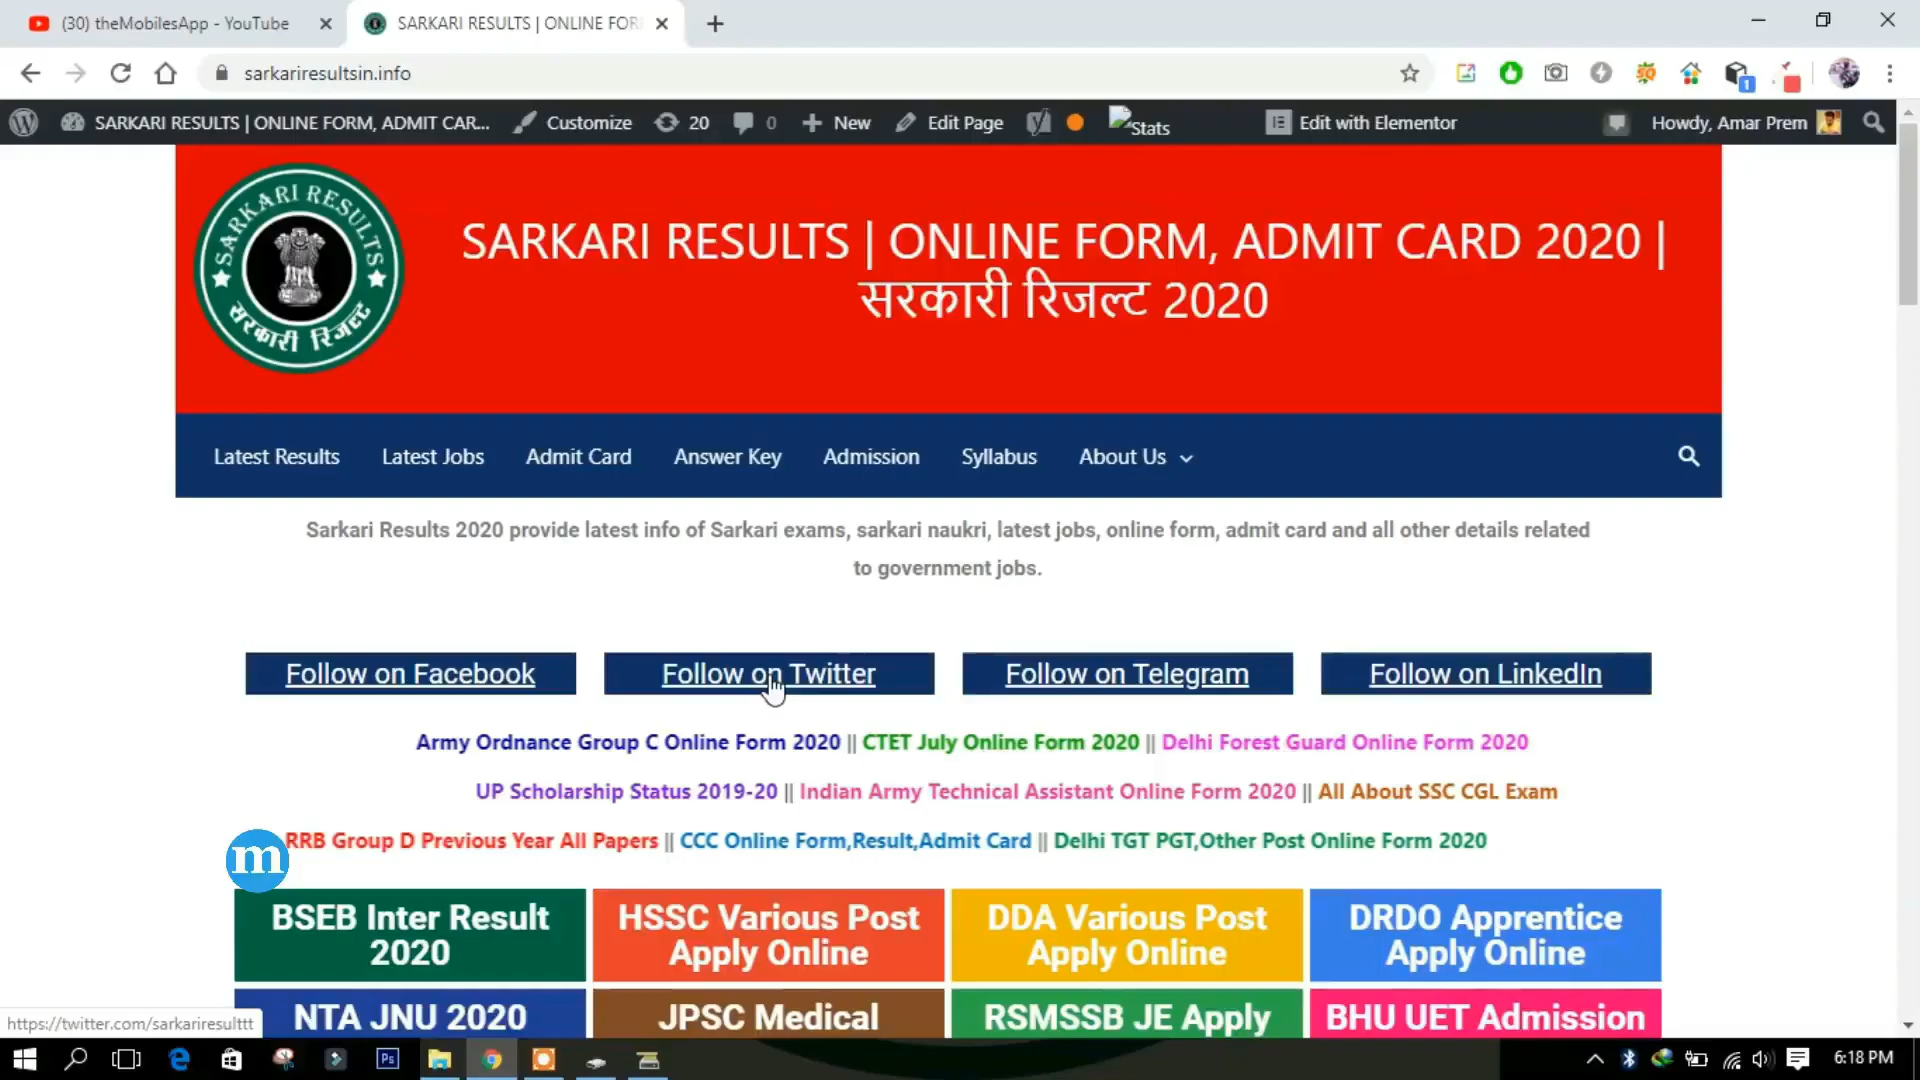 (30) theMobilesApp - YouTube
SARKARI RESULTS | ONLINE FOR
sarkariresultsin.info
1
SARKARI RESULTS | ONLINE FORM, ADMIT CAR...
Customize
20
0
New
Edit Page
Stats
Edit with Elementor
Howdy, Amar Prem
SARKARI RESULTS
सरकारी रिजल्ट
SARKARI RESULTS | ONLINE FORM, ADMIT CARD 2020 |
सरकारी रिजल्ट 2020
Latest Results
Latest Jobs
Admit Card
Answer Key
Admission
Syllabus
About Us
Sarkari Results 2020 provide latest info of Sarkari exams, sarkari naukri, latest jobs, online form, admit card and all other details related
to government jobs.
Follow on Facebook
Follow on Twitter
Follow on Telegram
Follow on LinkedIn
Army Ordnance Group C Online Form 2020 || CTET July Online Form 2020 || Delhi Forest Guard Online Form 2020
UP Scholarship Status 2019-20 || Indian Army Technical Assistant Online Form 2020 || All About SSC CGL Exam
RRB Group D Previous Year All Papers || CCC Online Form,Result,Admit Card || Delhi TGT PGT,Other Post Online Form 2020
m
BSEB Inter Result
2020
HSSC Various Post
Apply Online
DDA Various Post
Apply Online
DRDO Apprentice
Apply Online
NTA JNU 2020
JPSC Medical
RSMSSB JE Apply
BHU UET Admission
https://twitter.com/sarkariresulttt
Ps
6:18 PM